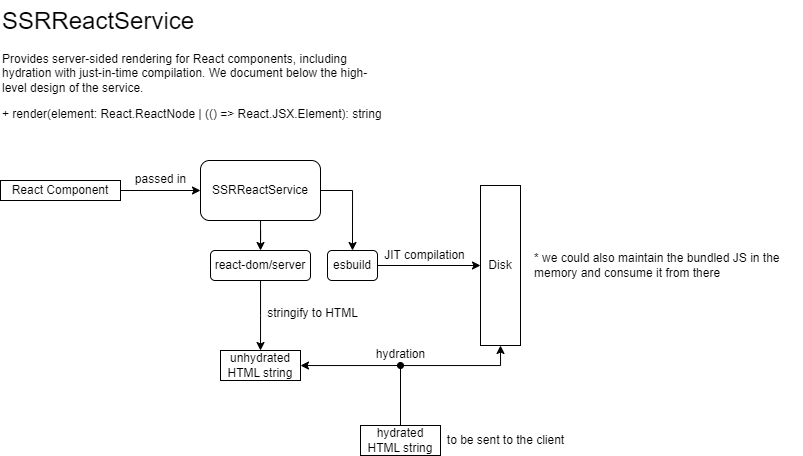 SSRReactService
Provides server-sided rendering for React components, including
hydration with just-in-time compilation. We document below the high-
level design of the service.
+ render(element: React.ReactNode | (() => React.JSX.Element): string
React Component
passed in
SSRReactService
react-dom/server
esbuild
JIT compilation
Disk
* we could also maintain the bundled JS in the
memory and consume it from there
stringify to HTML
unhydrated
HTML string
hydration
hydrated
HTML string
to be sent to the client